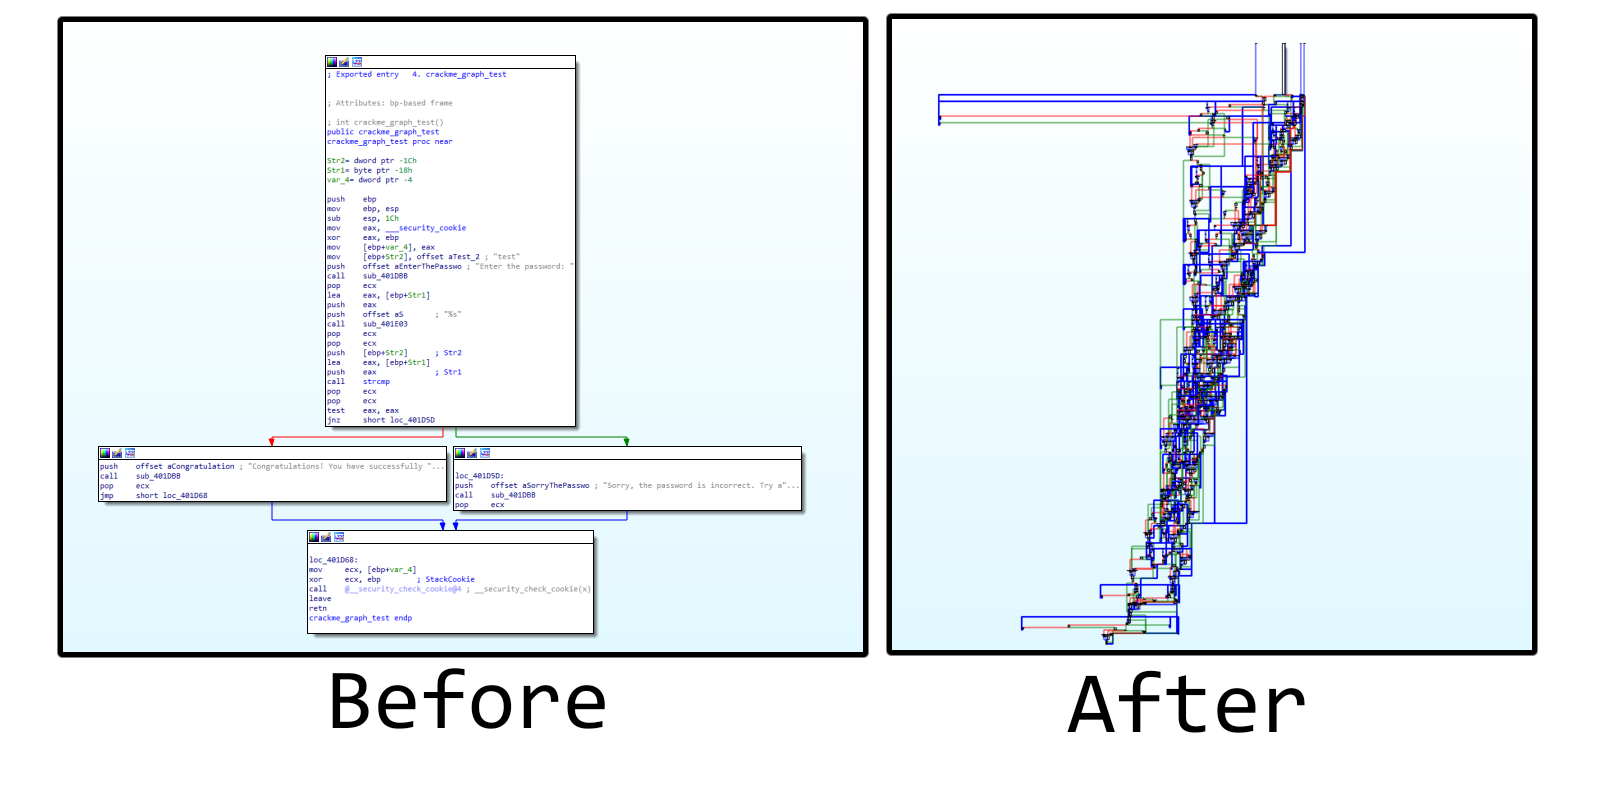 ; Exported entry   4. crackme_graph_test
; Attributes: bp-based frame
; int crackme_graph_test()
public crackme_graph_test
crackme_graph_test proc near
Str2= dword ptr -1Ch
Str1= byte ptr -18h
var_4= dword ptr -4
push    ebp
mov     ebp, esp
sub     esp, 1Ch
mov     eax, ___security_cookie
xor     eax, ebp
mov     [ebp+var_4], eax
mov     [ebp+Str2], offset aTest_2 ; "test"
push    offset aEnterThePasswo ; "Enter the password: "
call    sub_401DBB
pop     ecx
lea     eax, [ebp+Str1]
push    eax
push    offset aS       ; "%s"
call    sub_401E03
pop     ecx
pop     ecx
push    [ebp+Str2]      ; Str2
lea     eax, [ebp+Str1]
push    eax             ; Str1
call    strcmp
pop     ecx
pop     ecx
test    eax, eax
jnz     short loc_401D5D
push    offset aCongratulation ; "Congratulations! You have successfully "...
call    sub_401DBB
pop     ecx
jmp     short loc_401D68
loc_401D5D:
push    offset aSorryThePasswo ; "Sorry, the password is incorrect. Try a"...
call    sub_401DBB
pop     ecx
loc_401D68:
mov     ecx, [ebp+var_4]
xor     ecx, ebp        ; StackCookie
call    @__security_check_cookie@4 ; __security_check_cookie(x)
leave
retn
crackme_graph_test endp
Before
After